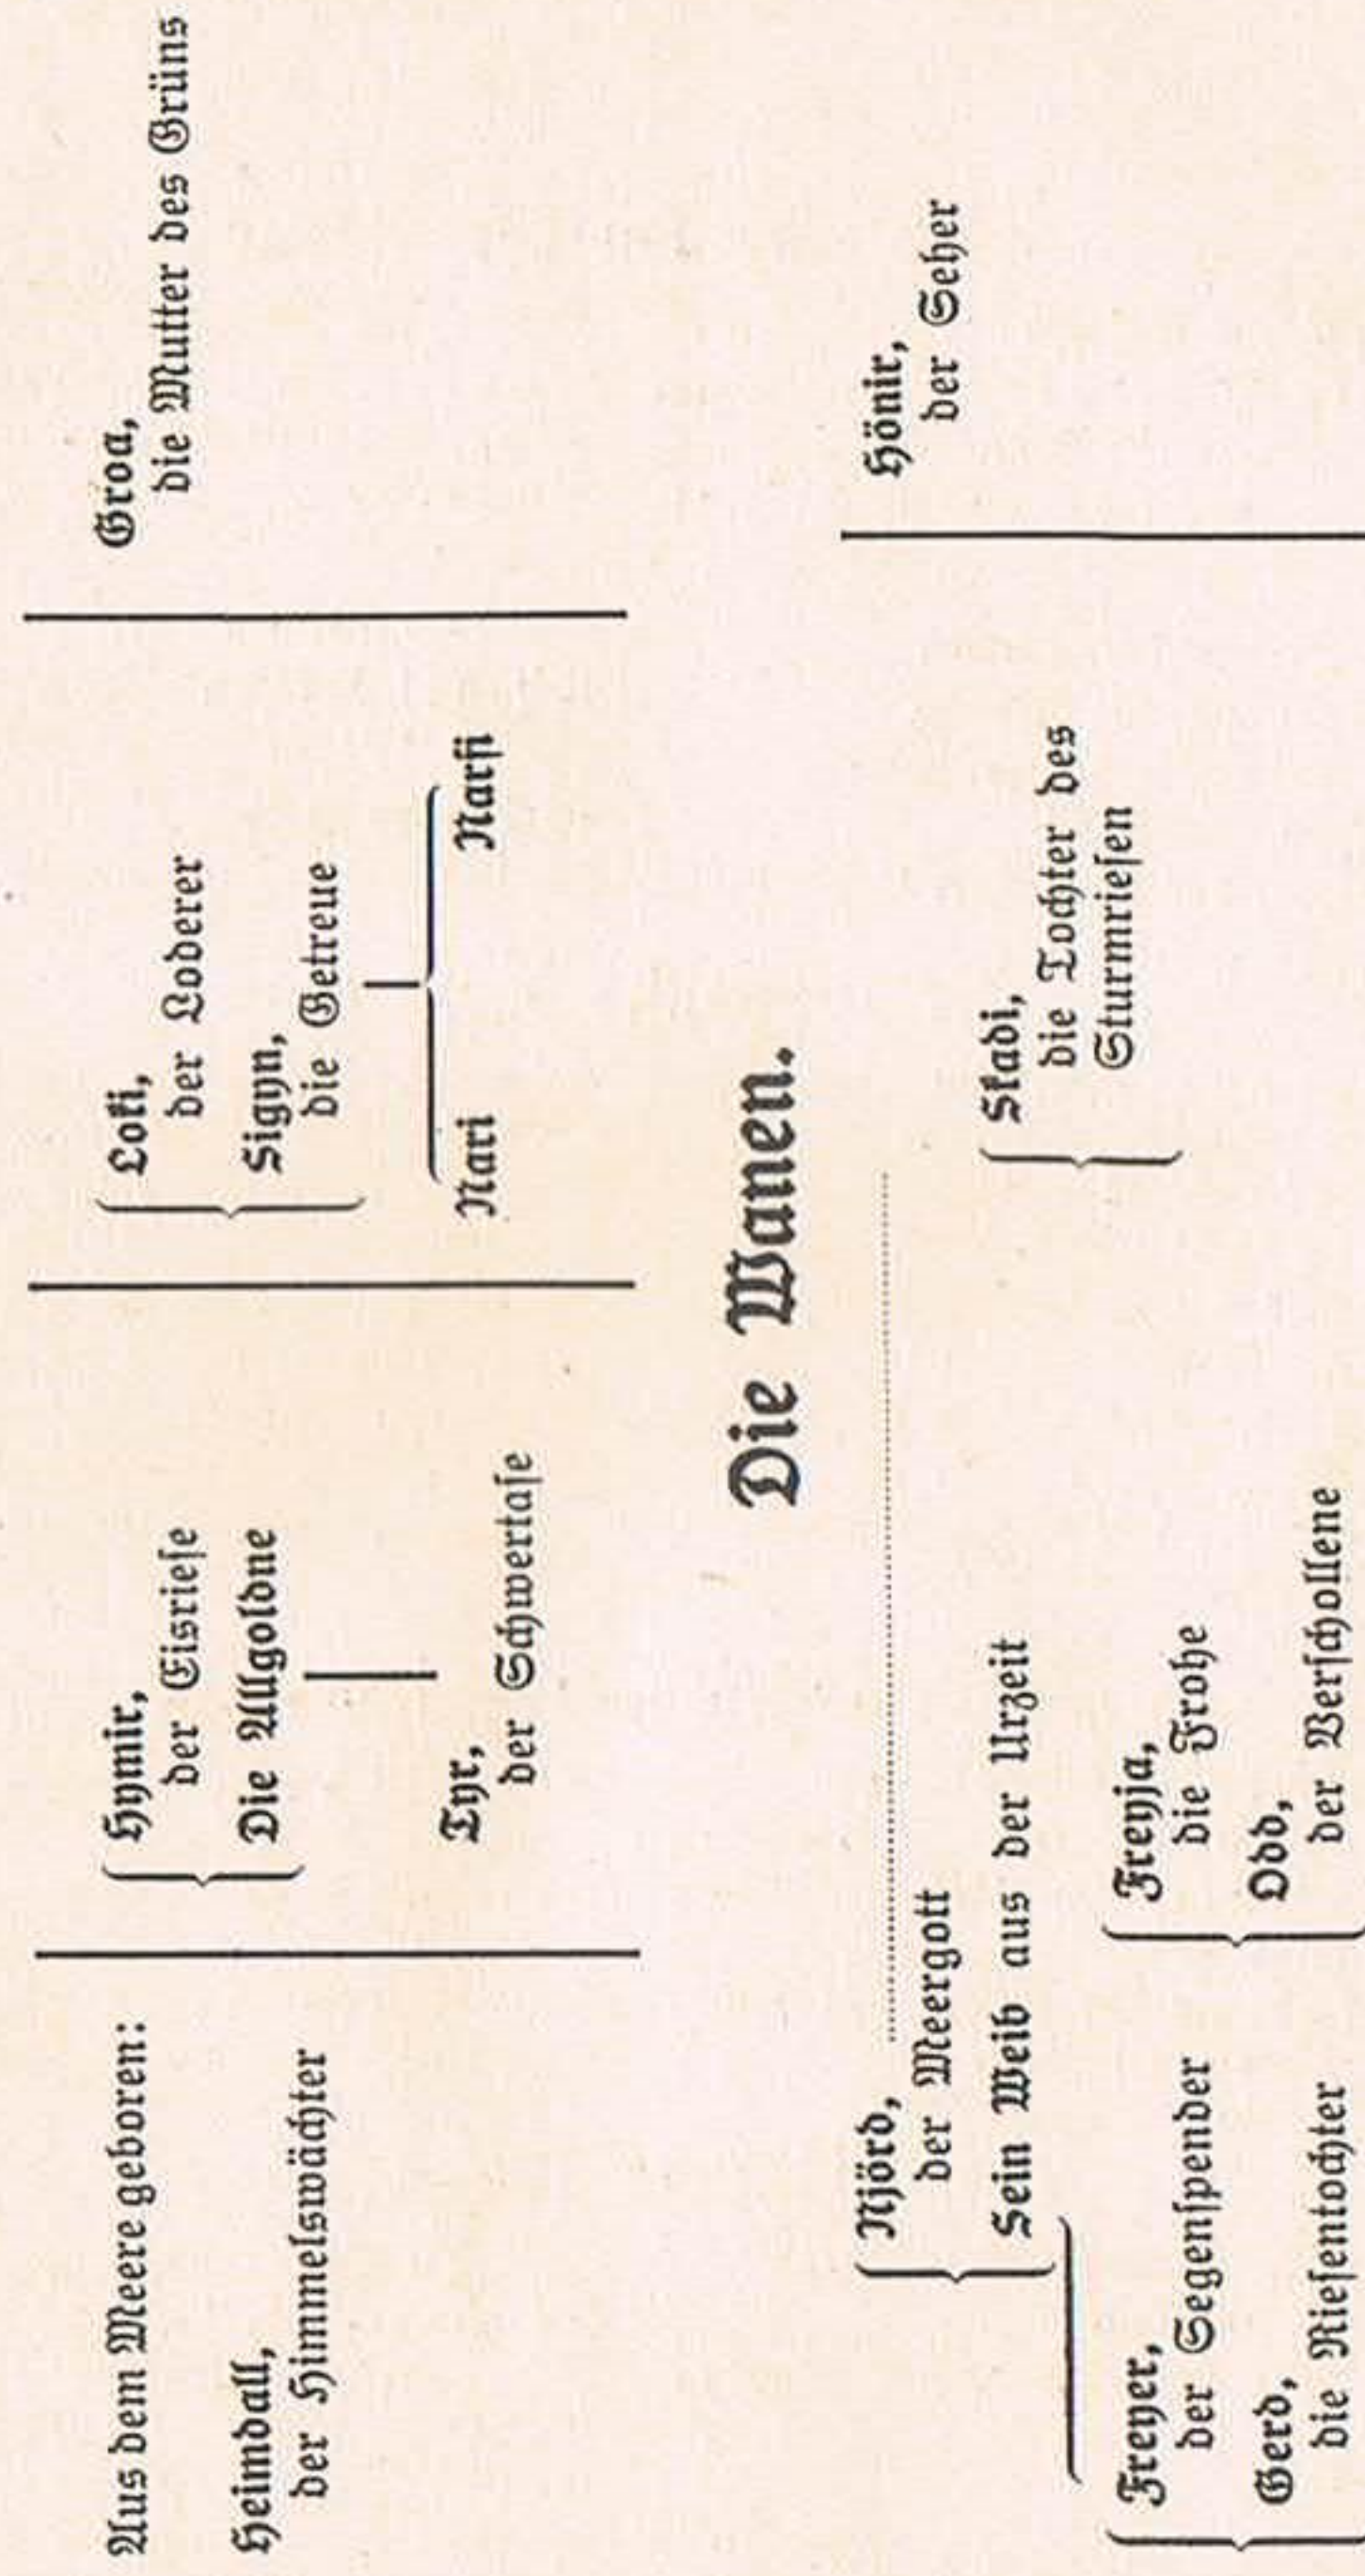 Aus dem Meere geboren:
Heimdall,
der Himmelswächter
Hymir,
der Eisriese
Die Allgoldne
Tyr,
der Schwertase
Loki,
der Loderer
Sigyn,
die Getreue
Nari
Narfi
Groa,
die Mutter des Grüns
Die Wanen.
Njörd,
der Meergott
Sein Weib aus der Urzeit
Skadi,
die Tochter des
Sturmriesen
Freyer,
der Segenspender
Gerd,
die Riesentochter
Freyja,
die Frohe
Odd,
der Verschollene
Hönir,
der Seher